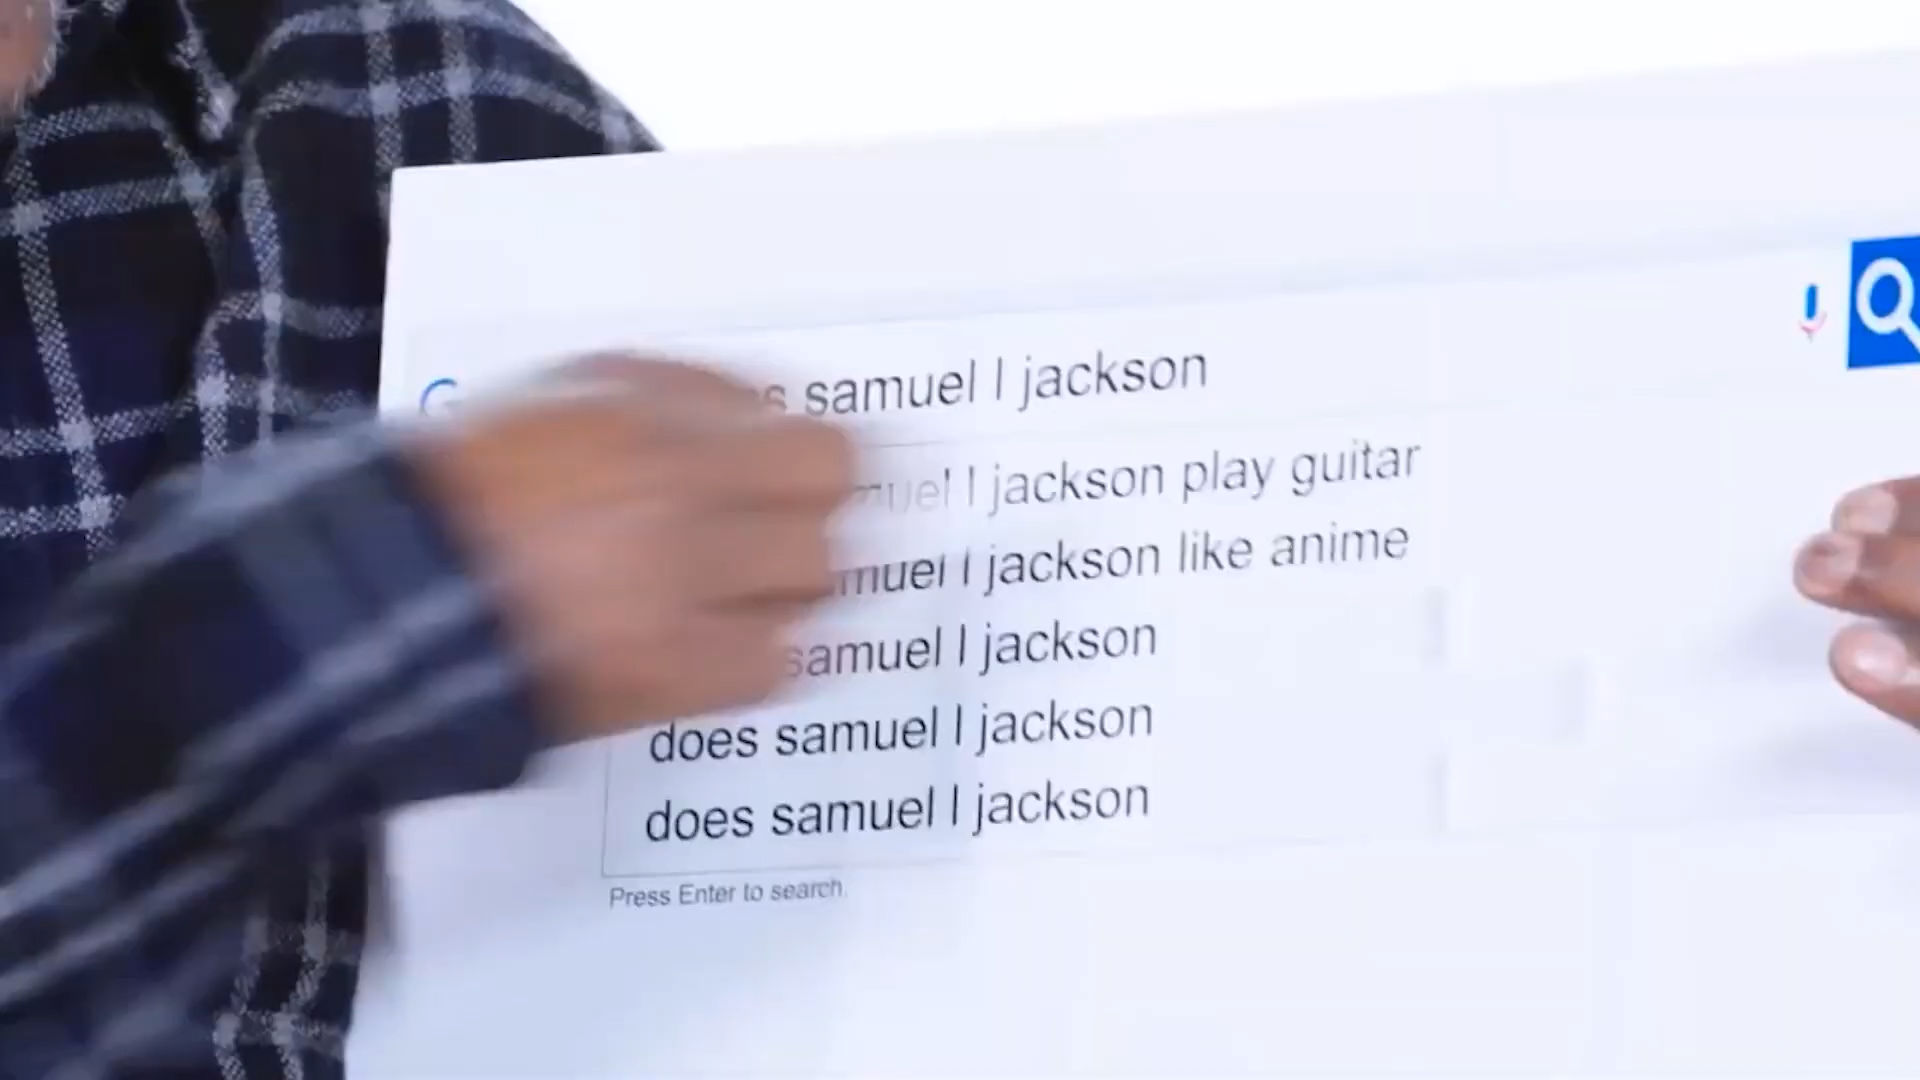 samuel l jackson
l jackson play guitar
l jackson like anime
samuel l jackson
does samuel l jackson
does samuel l jackson
Press Enter to search.